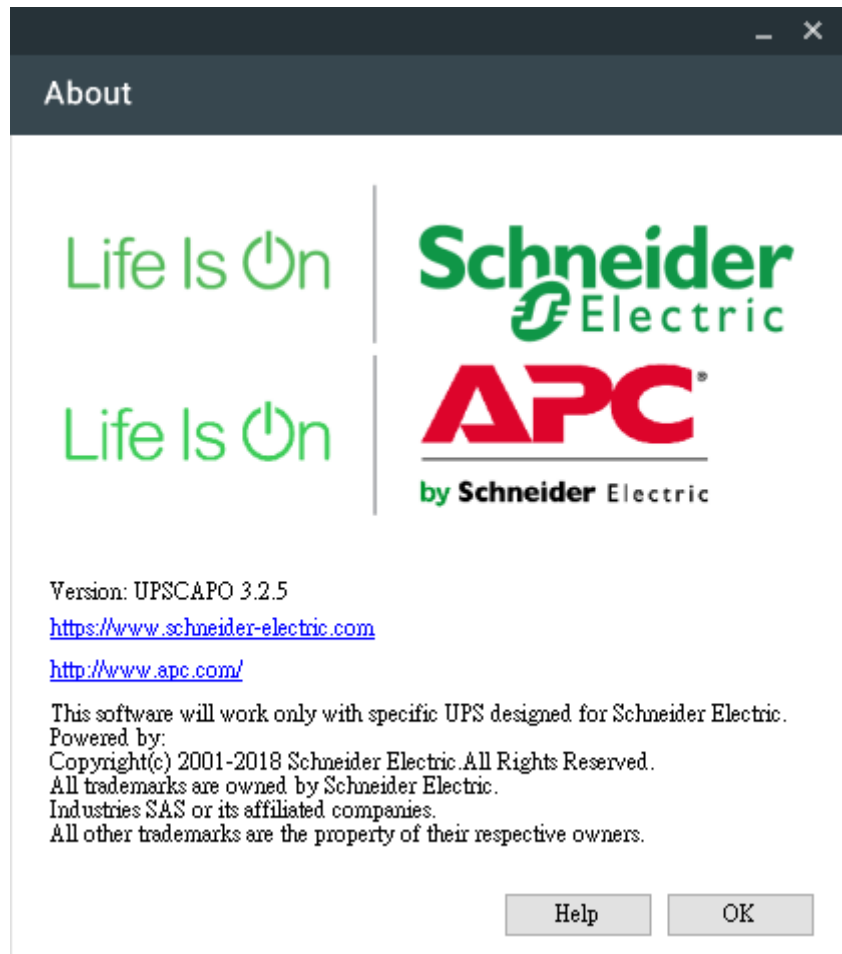 About
Life Is On
Schneider
Electric
Life Is On
APC®
by Schneider Electric
Version: UPSCAPO 3.2.5
https://www.schneider-electric.com
http://www.apc.com/
This software will work only with specific UPS designed for Schneider Electric.
Powered by:
Copyright(c) 2001-2018 Schneider Electric.All Rights Reserved.
All trademarks are owned by Schneider Electric.
Industries SAS or its affiliated companies.
All other trademarks are the property of their respective owners.
Help
OK